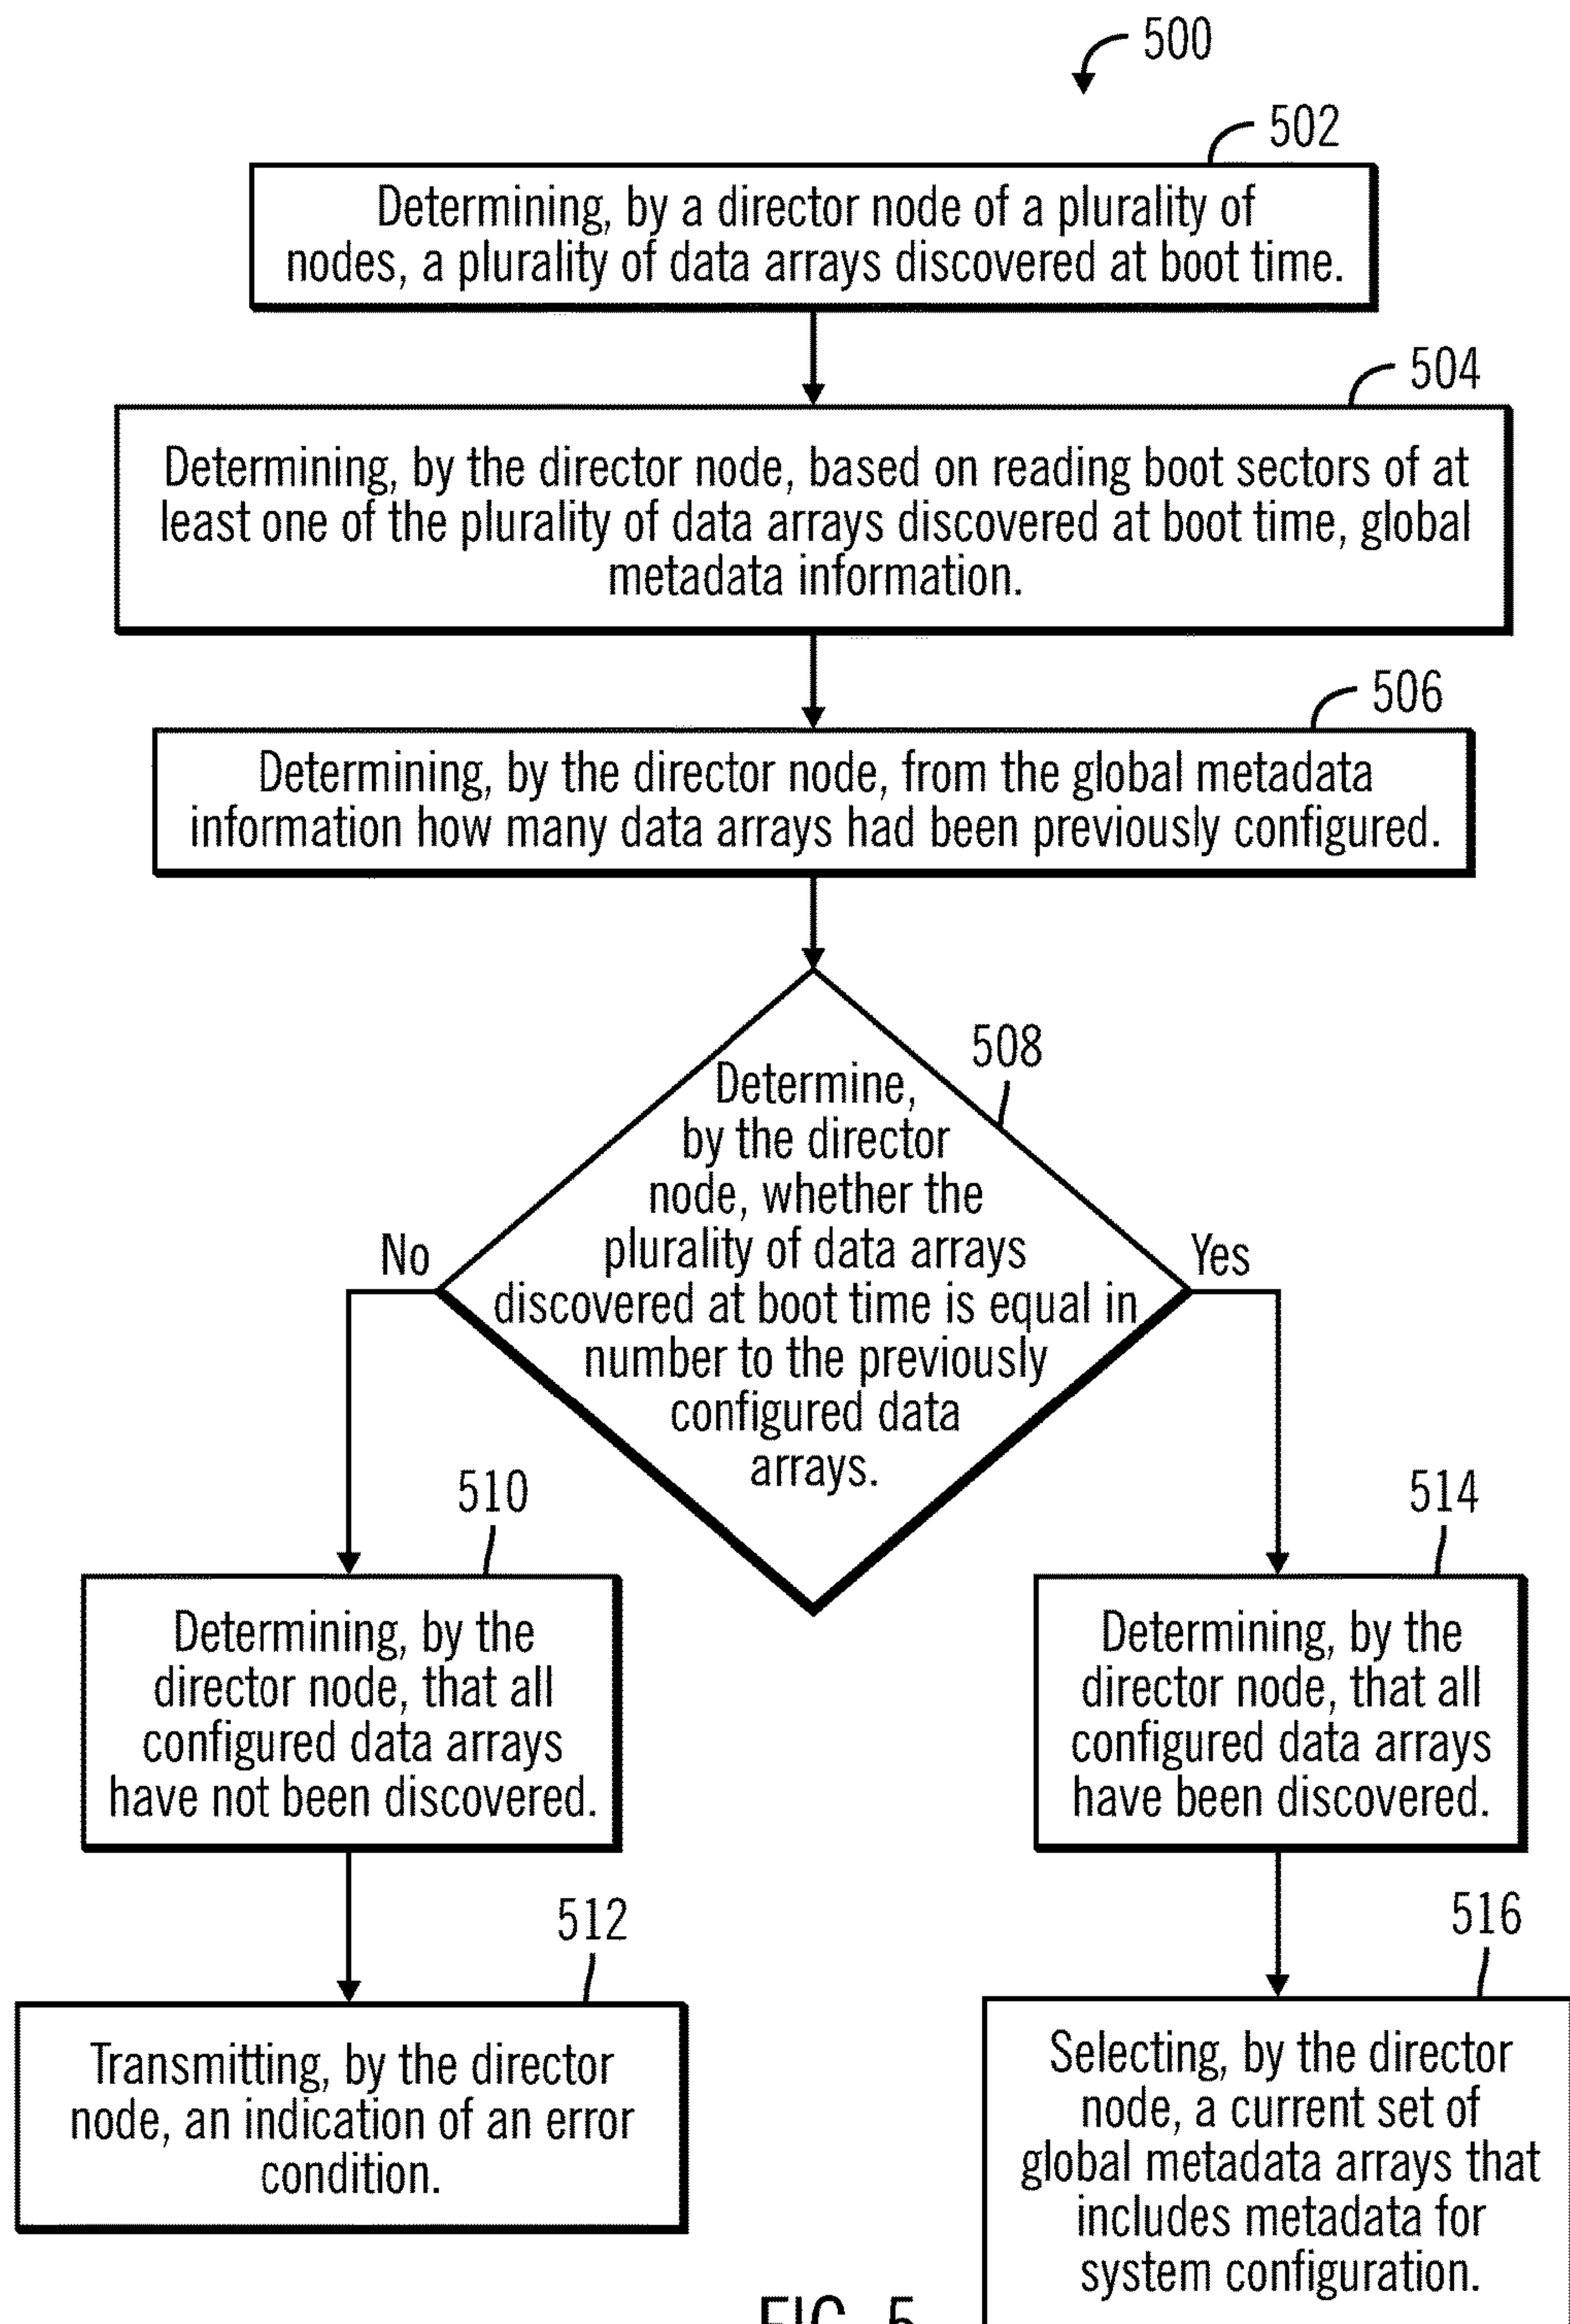 500
502
Determining, by a director node of a plurality of
nodes, a plurality of data arrays discovered at boot time.
504
Determining, by the director node, based on reading boot sectors of at
least one of the plurality of data arrays discovered at boot time, global
metadata information.
506
Determining, by the director node, from the global metadata
information how many data arrays had been previously configured.
508
Determine,
by the director
node, whether the
plurality of data arrays
discovered at boot time is equal in
number to the previously
configured data
arrays.
No
Yes
510
Determining, by the
director node, that all
configured data arrays
have not been discovered.
514
Determining, by the
director node, that all
configured data arrays
have been discovered.
512
Transmitting, by the director
node, an indication of an error
condition.
516
Selecting, by the director
node, a current set of
global metadata arrays that
includes metadata for
system configuration.
FIG. 5